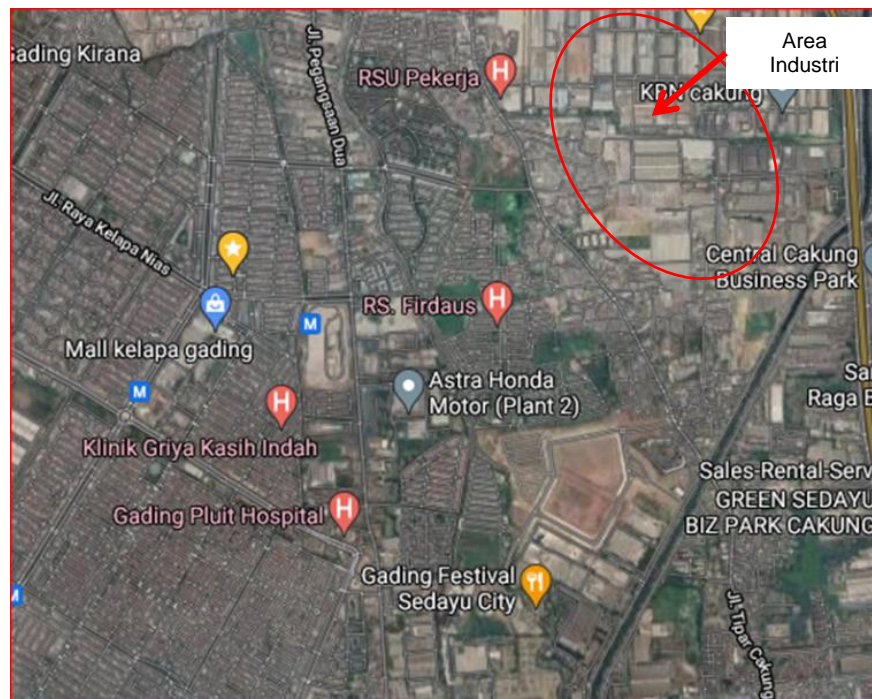 Gading Kirana
Jl. Pegangsaan Dua
RSU Pekerja
H
Area
Industri
KBN cakung
Jl. Raya Kelapa Nias
Central Cakung
Business Park
RS. Firdaus
H
M
Mall kelapa gading
M
Astra Honda
Motor (Plant 2)
Sa
Raga B
H
Klinik Griya Kasih Indah
Sales-Rental-Serv
GREEN SEDAYU
BIZ PARK CAKUNG
Gading Pluit Hospital
H
Gading Festival
Sedayu City
M
Jl. Tipar Cakung